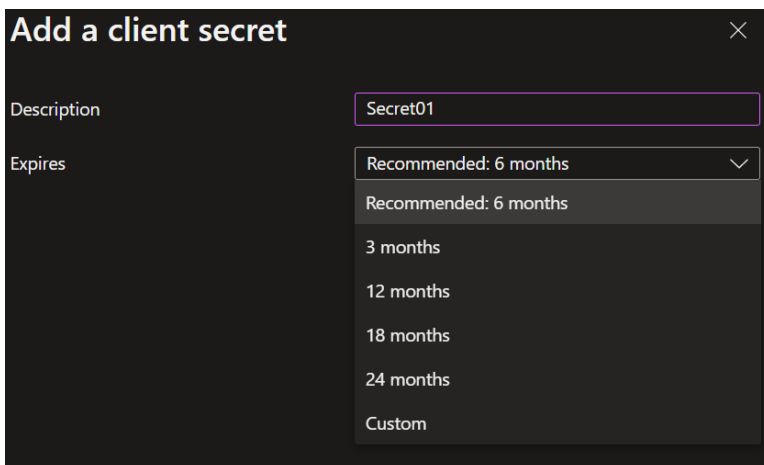 Add a client secret
Description
Secret01
Expires
Recommended: 6 months
Recommended: 6 months
3 months
12 months
18 months
24 months
Custom